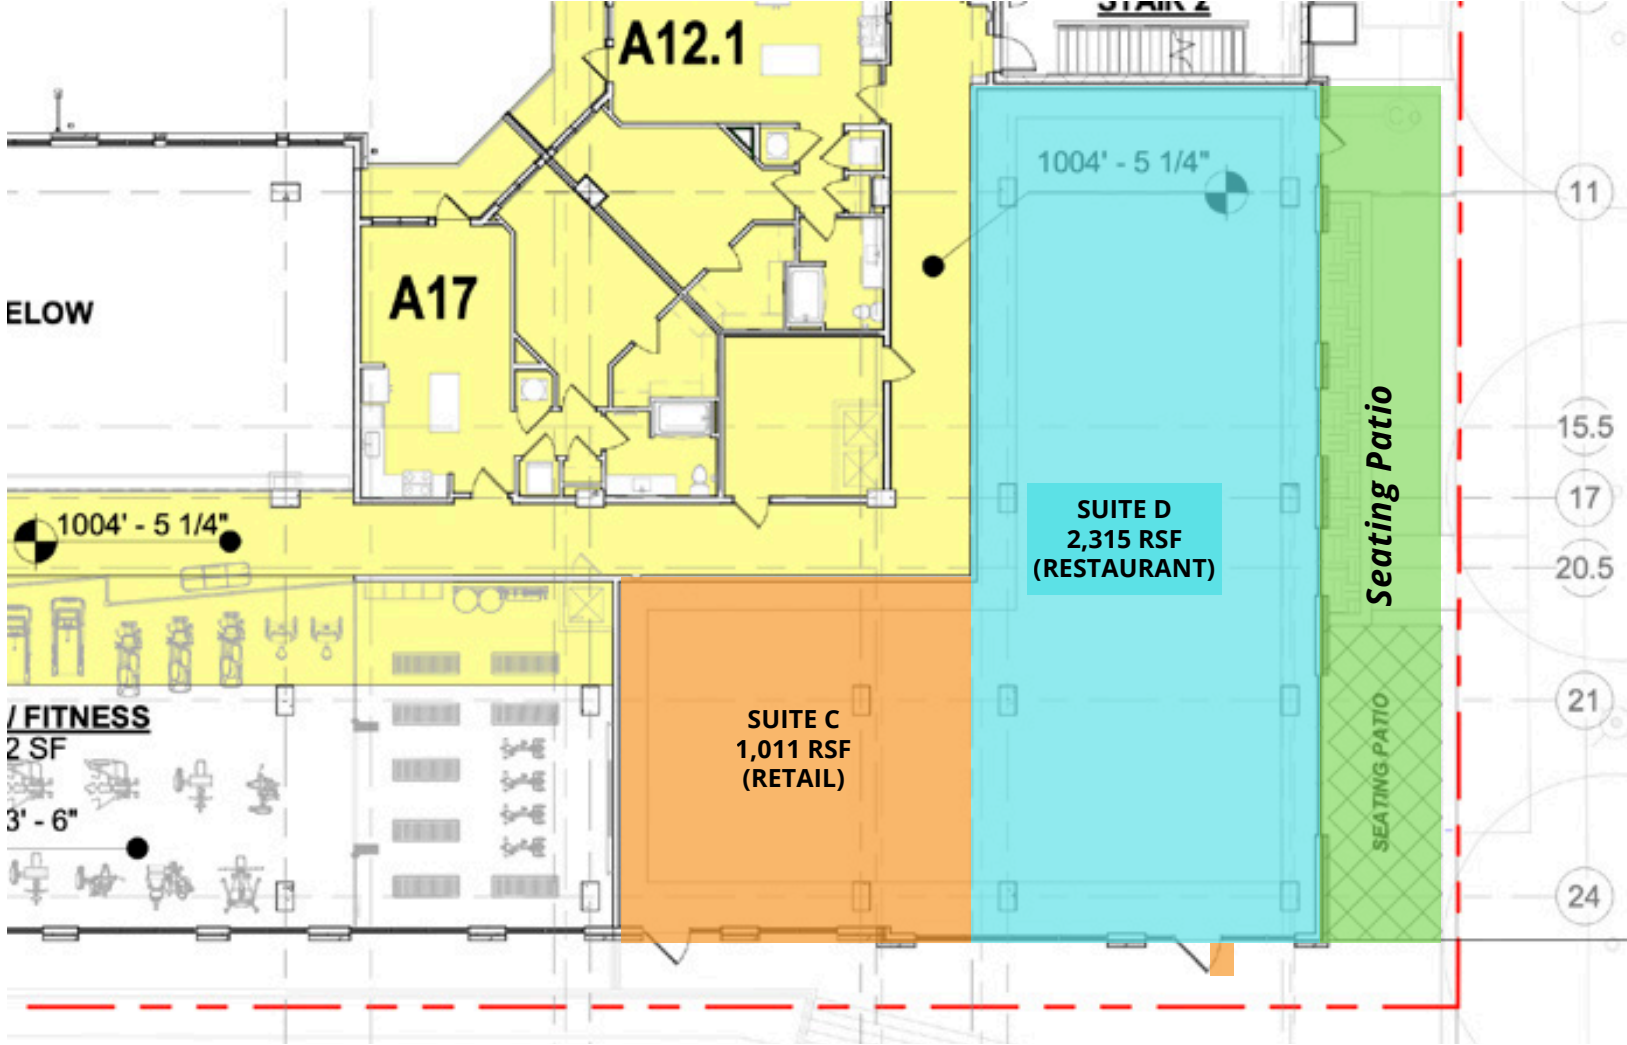 STAIR 2
A12.1
1004' - 5 1/4"
11
A17
ELOW
15.5
Seating Patio
17
SUITE D
2,315 RSF
(RESTAURANT)
1004' - 5 1/4"
20.5
21
/ FITNESS
2 SF
SUITE C
1,011 RSF
(RETAIL)
SEATING PATIO
3' - 6"
24